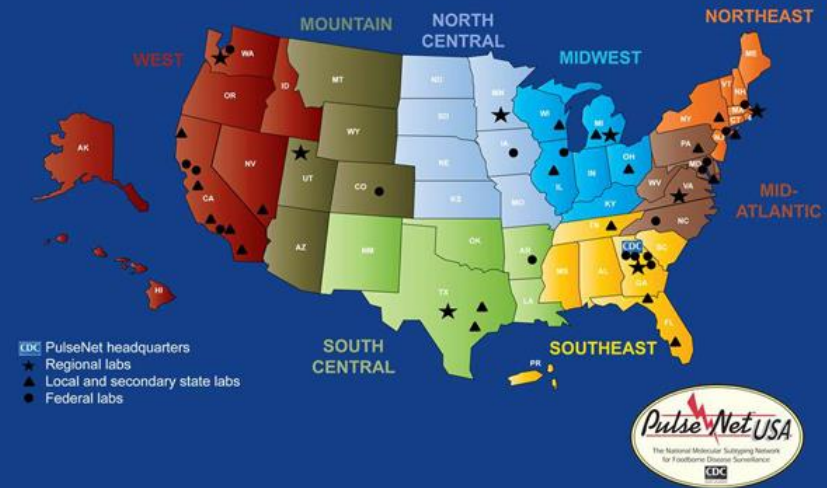 NORTHEAST
NORTH
CENTRAL
MOUNTAIN
MIDWEST
WEST
WA
ME
MT
ND
OR
ID
MN
VT
NH
WI
NY
MA
CT
SD
MI
WY
AK
IA
PA
NJ
NE
NV
OH
MD
UT
IL
IN
WV
VA
CO
CA
KS
MO
KY
MID-
ATLANTIC
NC
TN
OK
AR
CDC
SC
AZ
NM
MS
AL
GA
TX
LA
HI
FL
SOUTH
CENTRAL
SOUTHEAST
PR
CDC PulseNet headquarters
Regional labs
Local and secondary state labs
Federal labs
PulseNet USA
The National Molecular Subtyping Network
for Foodborne Disease Surveillance
CDC